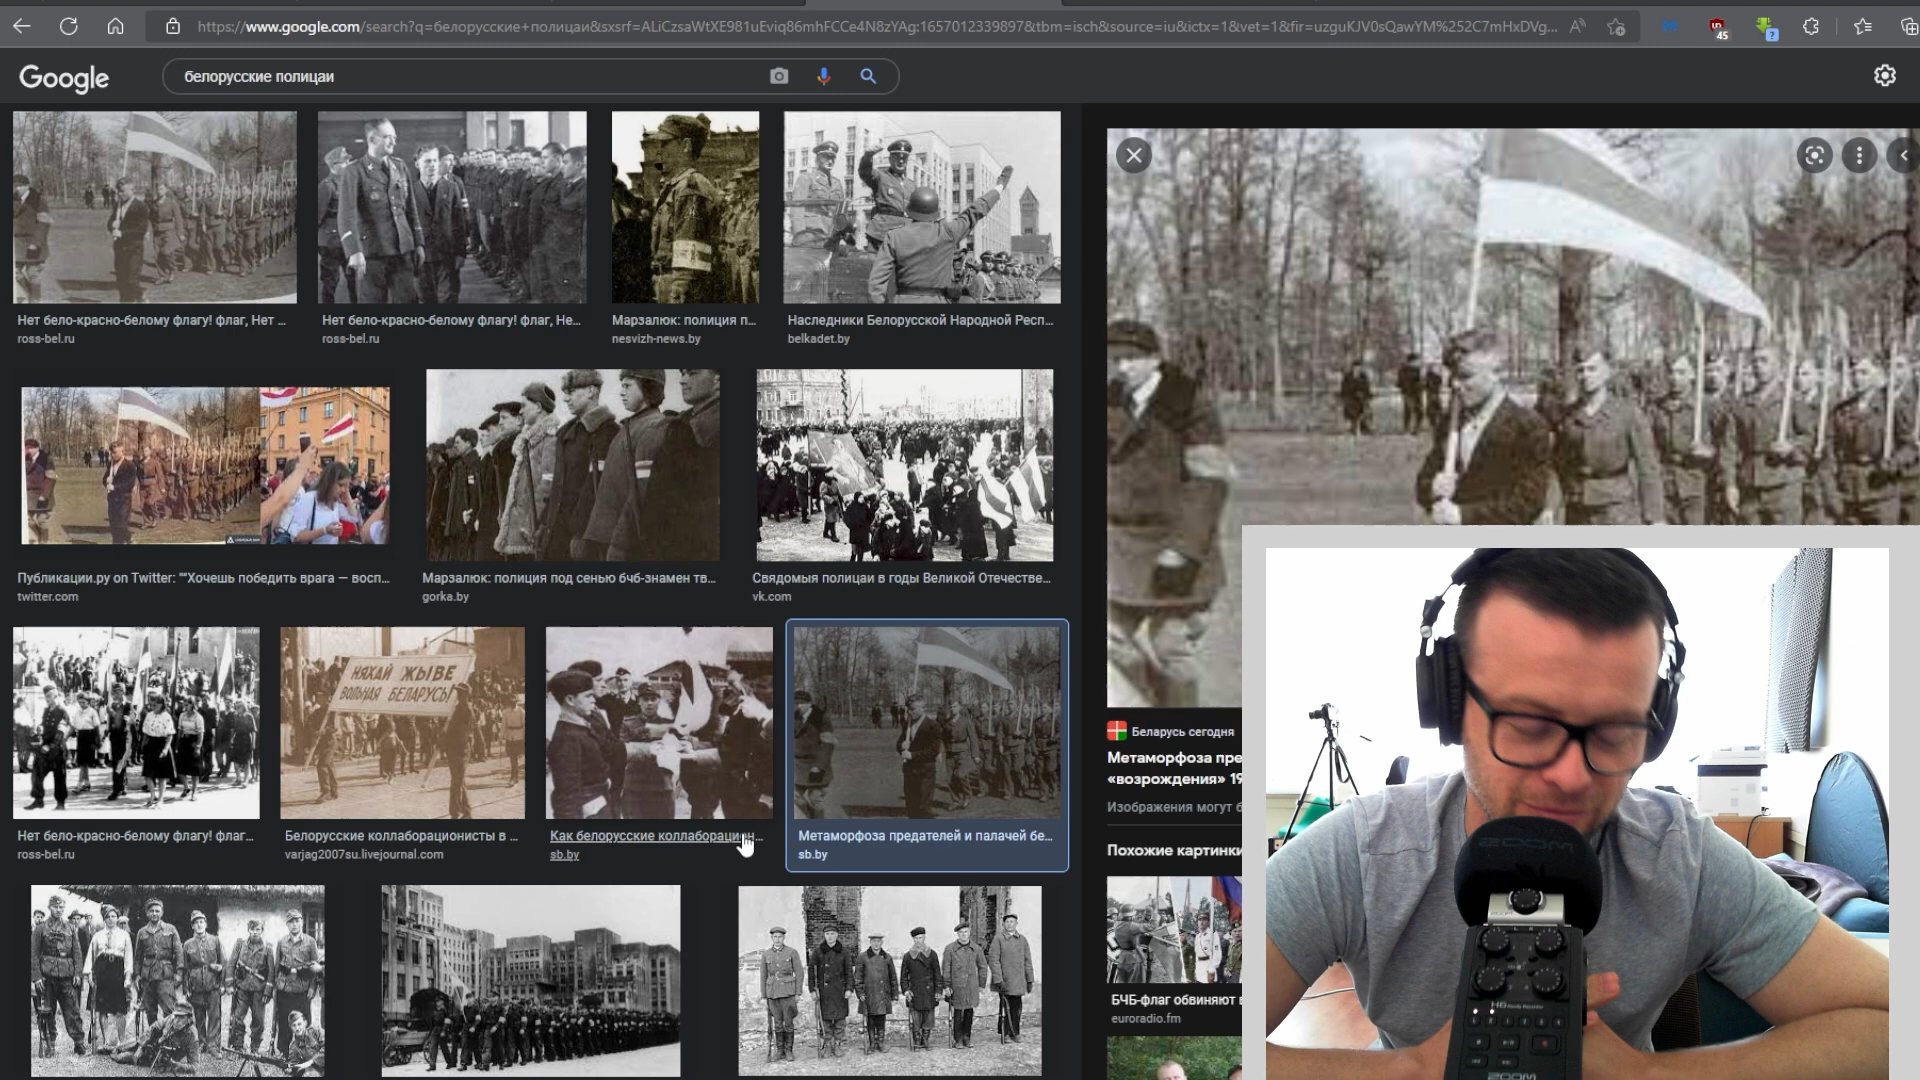 https://www.google.com/search?q=белорусские+полицаи&sxsrf=ALiCzsaWtXE981uEviq86mhFCCe4N8zYAg:1657012339897&tbm=isch&source=iu&ictx=1&vet=1&fir=uzguKJV0sQawYM%252C7mHxDVg...
45
?
Google
белорусские полицаи
Нет бело-красно-белому флагу! флаг, Нет ...
ross-bel.ru
Нет бело-красно-белому флагу! флаг, Не...
ross-bel.ru
Марзалюк: полиция п...
nesvizh-news.by
Наследники Белорусской Народной Респ...
belkadet.by
Публикации.ру on Twitter: "“Хочешь победить врага — восп...
twitter.com
Марзалюк: полиция под сенью бчб-знамен тв...
gorka.by
Свядомыя полицаи в годы Великой Отечестве...
vk.com
НЯХАЙ ЖЫВЕ
ВОЛЬНАЯ БЕЛАРУСЬ!
Нет бело-красно-белому флагу! флаг...
ross-bel.ru
Белорусские коллаборационисты в ...
varjag2007su.livejournal.com
Как белорусские коллаборацион...
sb.by
Метаморфоза предателей и палачей бе...
sb.by
Беларусь сегодня
Метаморфоза пре
«возрождения» 19
Изображения могут б
Похожие картинки
БЧБ-флаг обвиняют в
euroradio.fm
ZOOM
H6
ZOOM